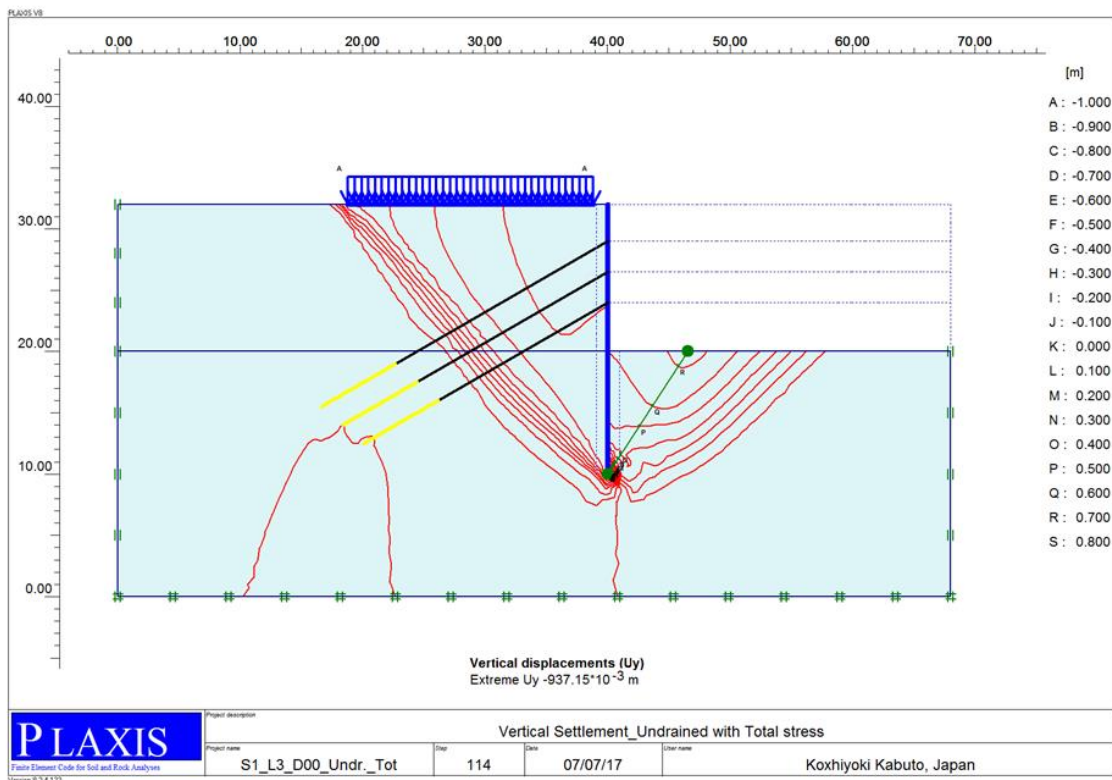 PLAXIS V8
0.00 10.00 20.00 30.00 40.00 50.00 60.00 70.00
[m]
40.00
A : -1.000
B : -0.900
C : -0.800
D : -0.700
A A
E : -0.600
30.00
F : -0.500
G : -0.400
H : -0.300
I : -0.200
J : -0.100
20.00
K : 0.000
R
L : 0.100
Q
M : 0.200
P
N : 0.300
10.00
O : 0.400
P : 0.500
Q : 0.600
R : 0.700
S : 0.800
0.00
Vertical displacements (Uy)
Extreme Uy -937.15*10-3 m
PLAXIS
Finite Element Code for Soil and Rock Analyses
Project description
Vertical Settlement_Undrained with Total stress
Project name
S1_L3_D00_Undr._Tot
Step
114
Date
07/07/17
User name
Koxhiyoki Kabuto, Japan